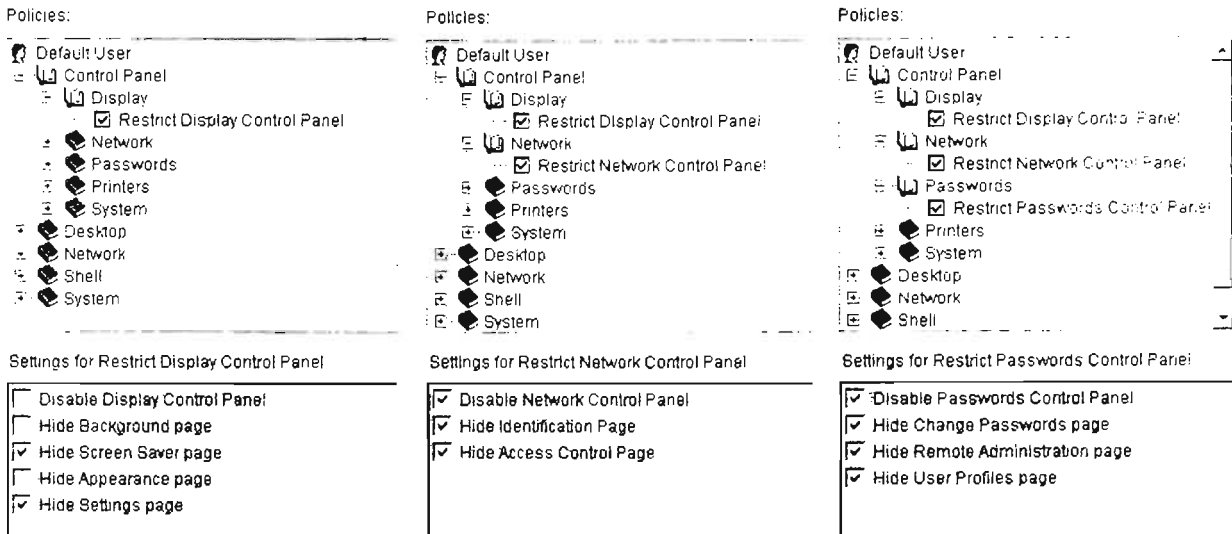 Policies:
Default User
Control Panel
Display
Restrict Display Control Panel
Network
Passwords
Printers
System
Desktop
Network
Shell
System
Settings for Restrict Display Control Panel
Disable Display Control Panel
Hide Background page
Hide Screen Saver page
Hide Appearance page
Hide Settings page
Policies:
Default User
Control Panel
Display
Restrict Display Control Panel
Network
Restrict Network Control Panel
Passwords
Printers
System
Desktop
Network
Shell
System
Settings for Restrict Network Control Panel
Disable Network Control Panel
Hide Identification Page
Hide Access Control Page
Policies:
Default User
Control Panel
Display
Restrict Display Control Panel
Network
Restrict Network Control Panel
Passwords
Restrict Passwords Control Panel
Printers
System
Desktop
Network
Shell
Settings for Restrict Passwords Control Panel
Disable Passwords Control Panel
Hide Change Passwords page
Hide Remote Administration page
Hide User Profiles page